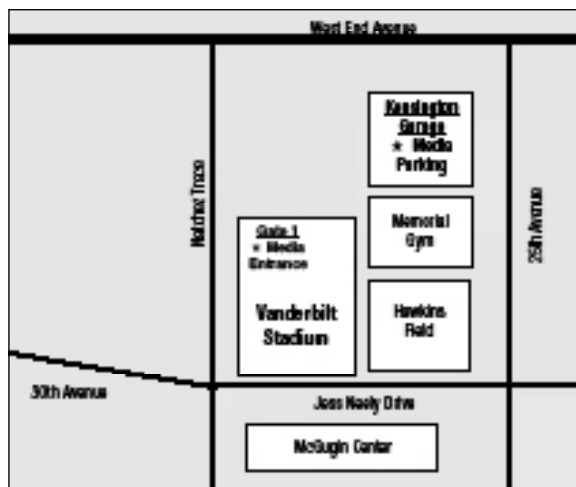 West End Avenue
Kensington
Garage
★ Media
Parking
Natchez Trace
Memorial
Gym
25th Avenue
Gate 1
★ Media
Entrance
Vanderbilt
Stadium
Hawkins
Field
30th Avenue
Jess Neely Drive
McGugin Center